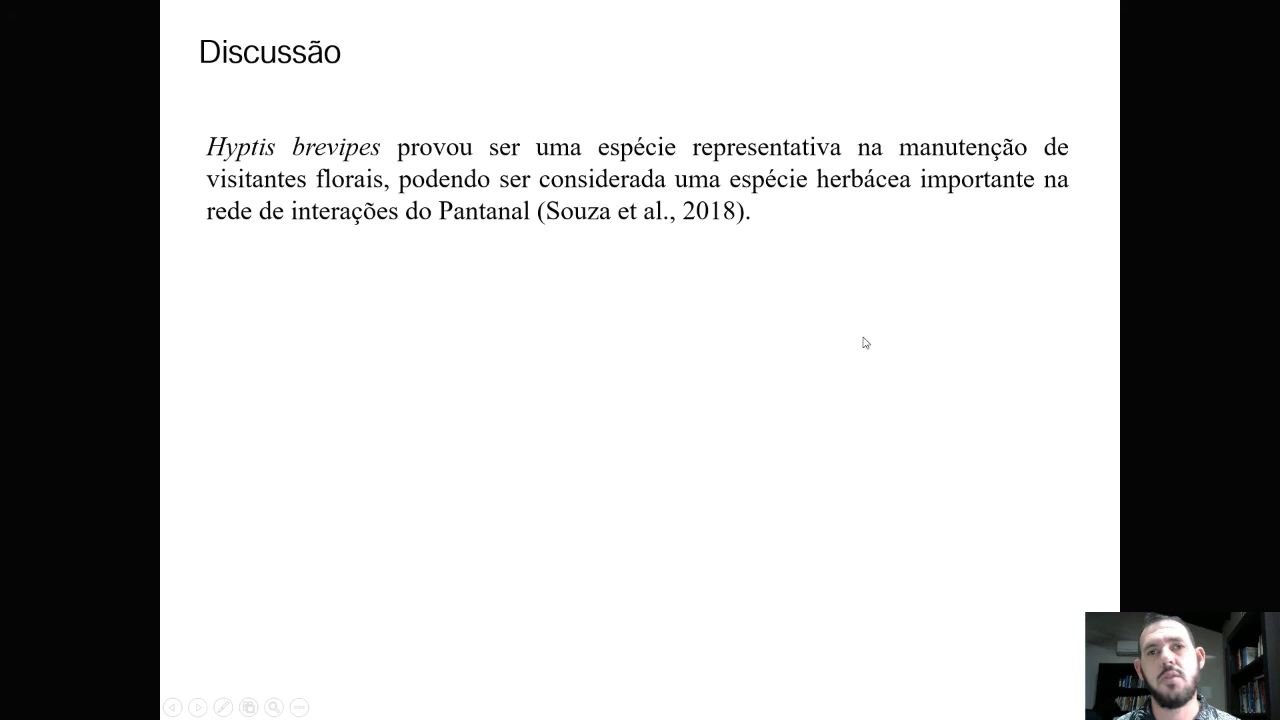 Discussão
Hyptis brevipes provou ser uma espécie representativa na manutenção de
visitantes florais, podendo ser considerada uma espécie herbácea importante na
rede de interações do Pantanal (Souza et al., 2018).